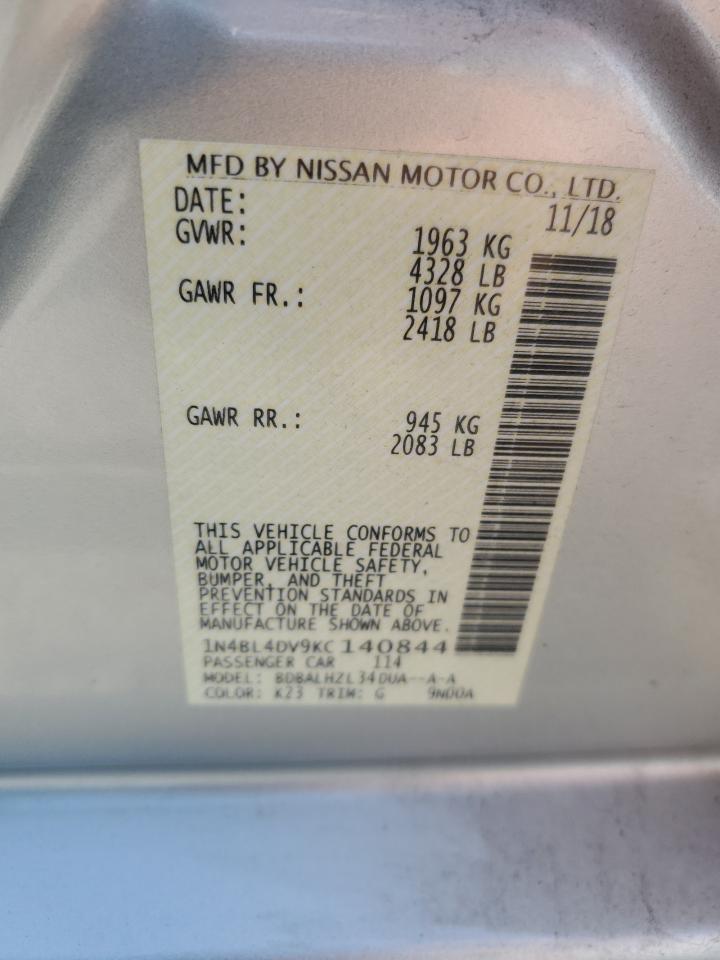 MFD BY NISSAN MOTOR CO., LTD.
DATE: 11/18
GVWR: 1963 KG
4328 LB
GAWR FR.: 1097 KG
2418 LB
GAWR RR.: 945 KG
2083 LB
THIS VEHICLE CONFORMS TO
ALL APPLICABLE FEDERAL
MOTOR VEHICLE SAFETY,
BUMPER, AND THEFT
PREVENTION STANDARDS IN
EFFECT ON THE DATE OF
MANUFACTURE SHOWN ABOVE.
1N4BL4DV9KC 140844
PASSENGER CAR 114
MODEL: BDBALHZL34DUA--A-A
COLOR: K23 TRIM: G 9N00A